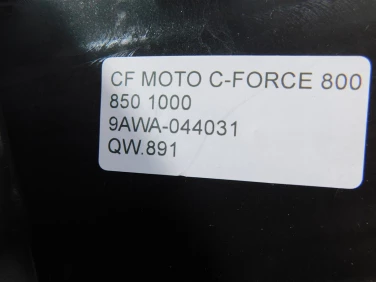 CF MOTO C-FORCE 800
850 1000
9AWA-044031
QW.891